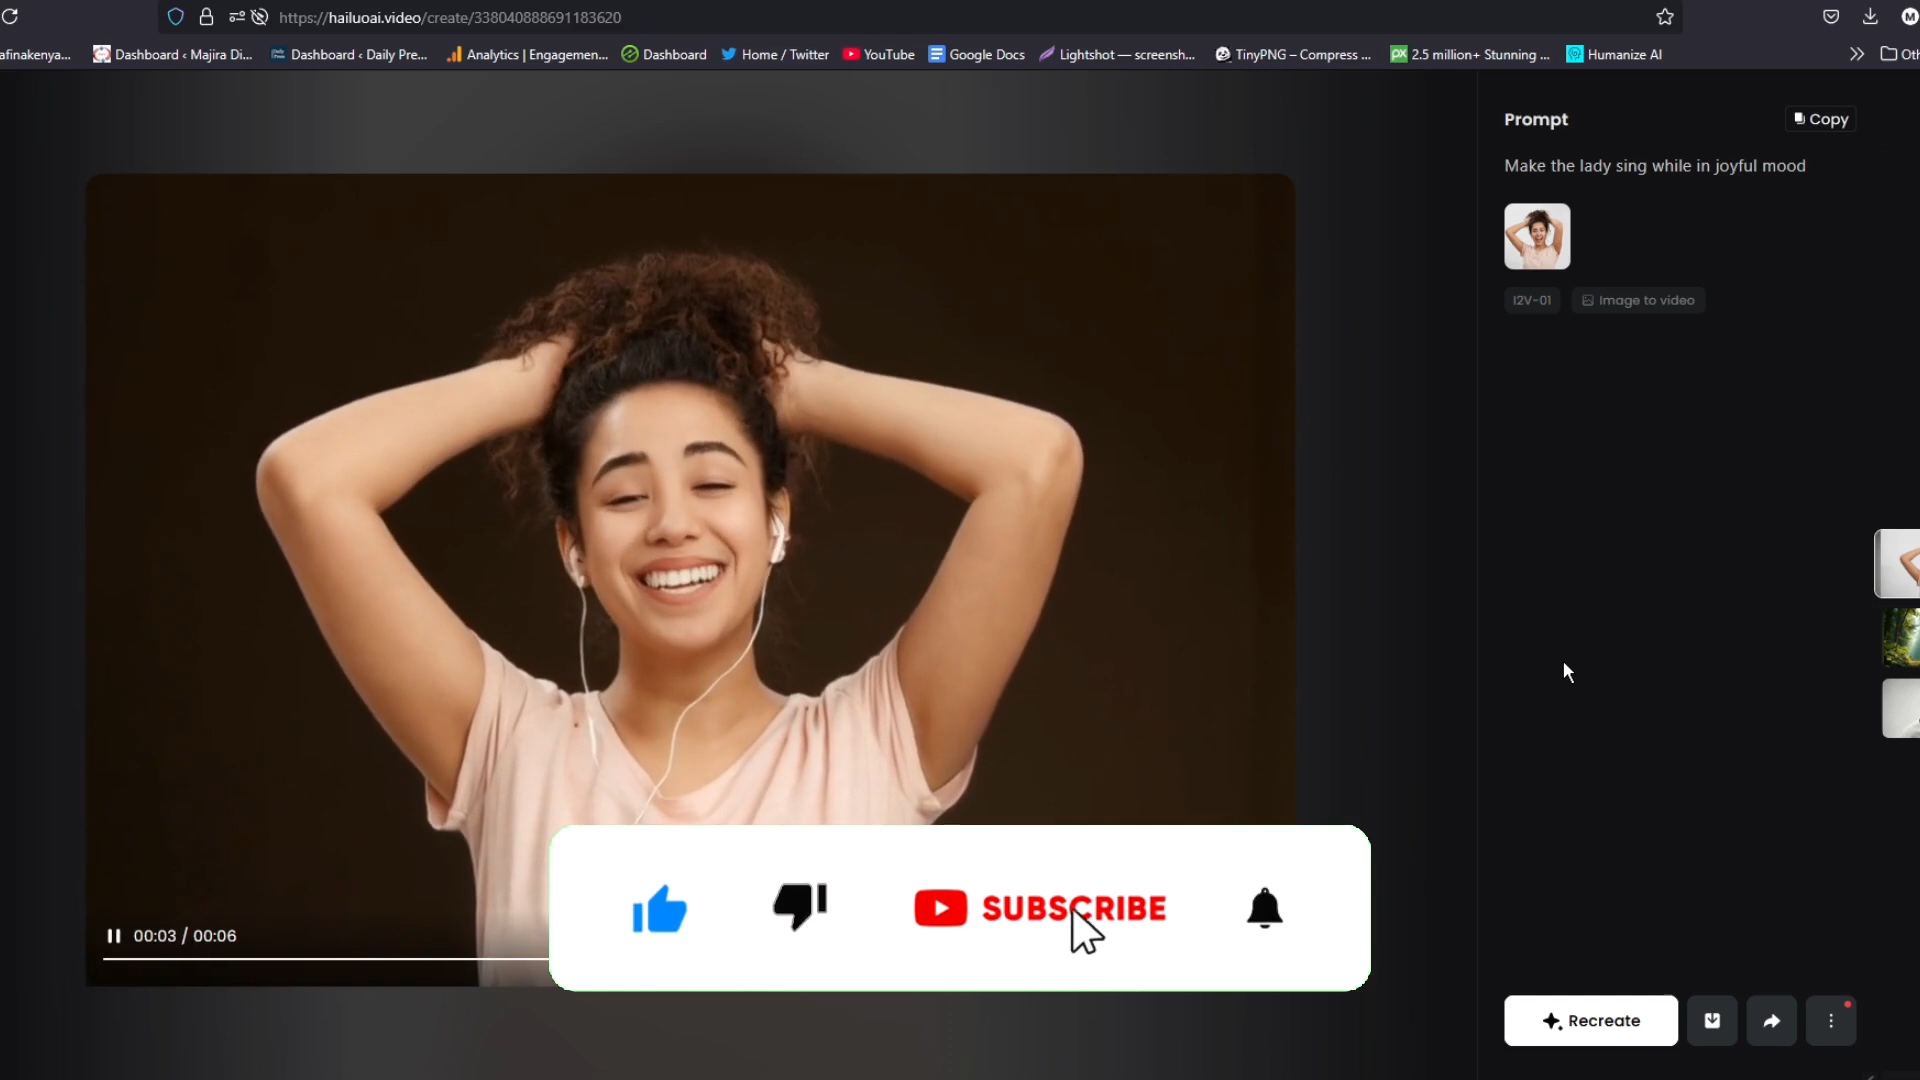 https://hailuoai.video/create/338040888691183620
M
afinakenya...
Dashboard ‹ Majira Di...
Dashboard ‹ Daily Pre...
Analytics | Engagemen...
Dashboard
Home / Twitter
YouTube
Google Docs
Lightshot — screensh...
TinyPNG – Compress ...
PX
2.5 million+ Stunning ...
Humanize AI
Oth
Prompt
Copy
Make the lady sing while in joyful mood
I2V-01
Image to video
00:03 / 00:06
SUBSCRIBE
Recreate